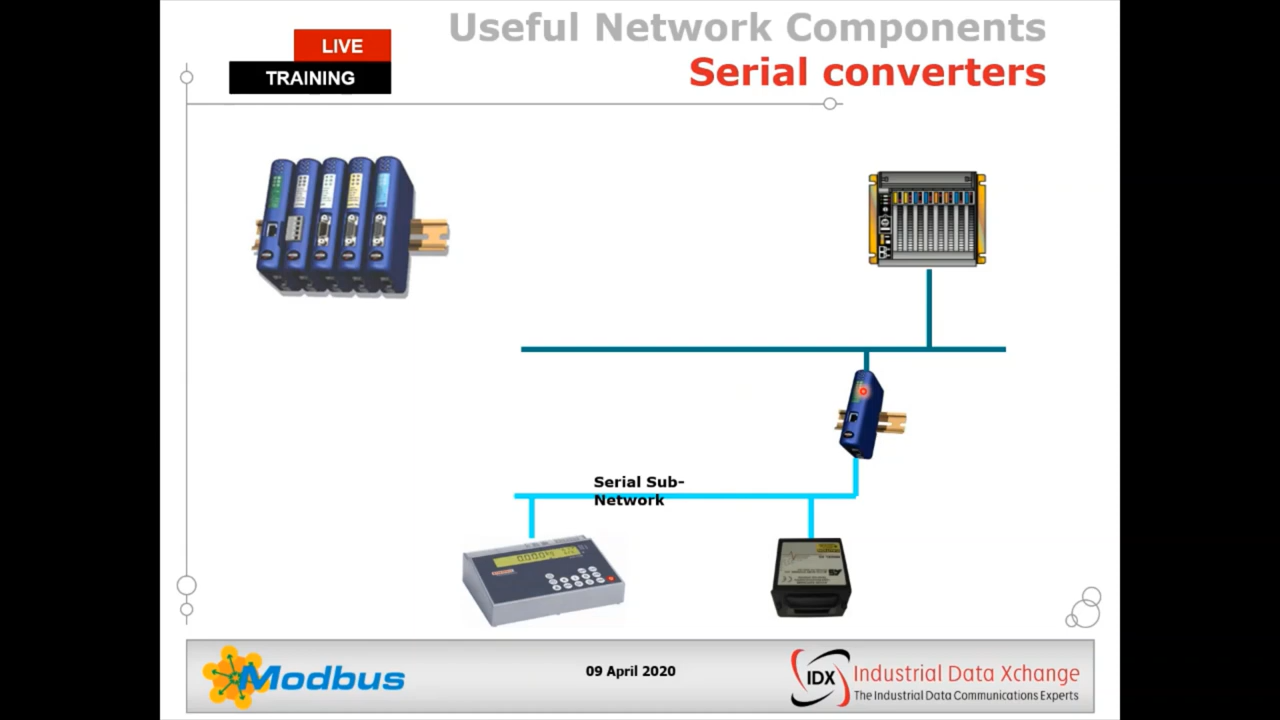 Useful Network Components
LIVE
TRAINING
Serial converters
Serial Sub-
Network
Modbus
09 April 2020
IDX
Industrial Data Xchange
The Industrial Data Communications Experts